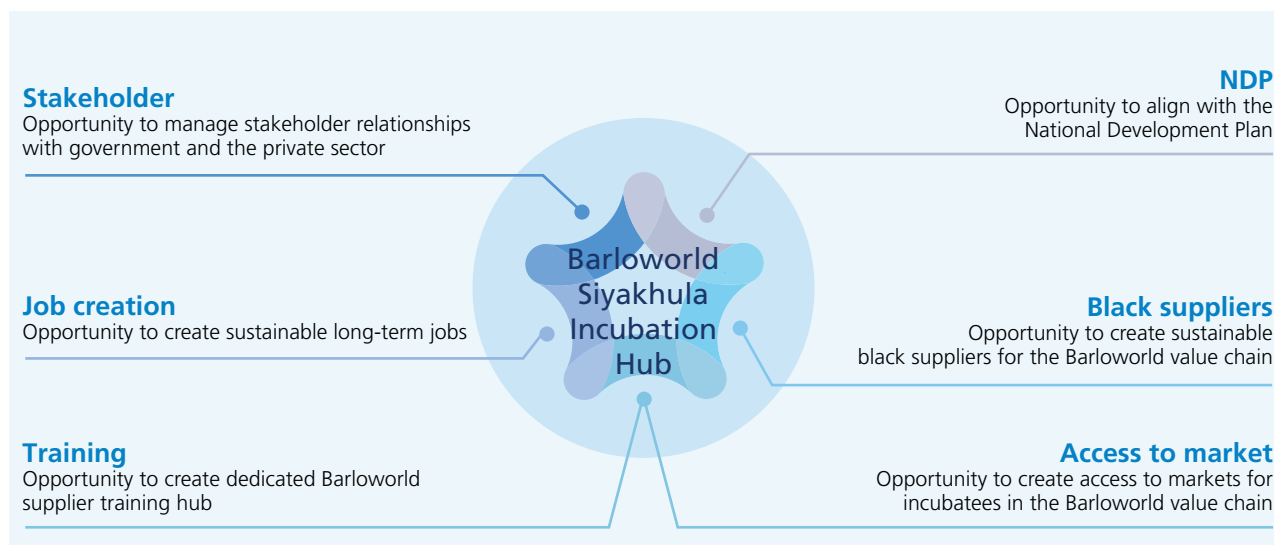 Stakeholder
Opportunity to manage stakeholder relationships
with government and the private sector
NDP
Opportunity to align with the
National Development Plan
Barloworld
Siyakhula
Incubation
Hub
Job creation
Opportunity to create sustainable long-term jobs
Black suppliers
Opportunity to create sustainable
black suppliers for the Barloworld value chain
Training
Opportunity to create dedicated Barloworld
supplier training hub
Access to market
Opportunity to create access to markets for
incubatees in the Barloworld value chain